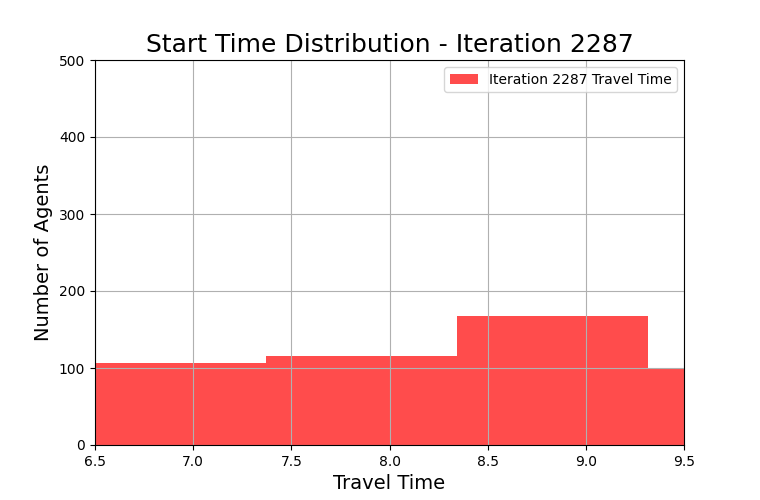 Start Time Distribution - Iteration 2287
Iteration 2287 Travel Time
Number of Agents
500
400
300
200
100
0
6.5 7.0 7.5 8.0 8.5 9.0 9.5
Travel Time